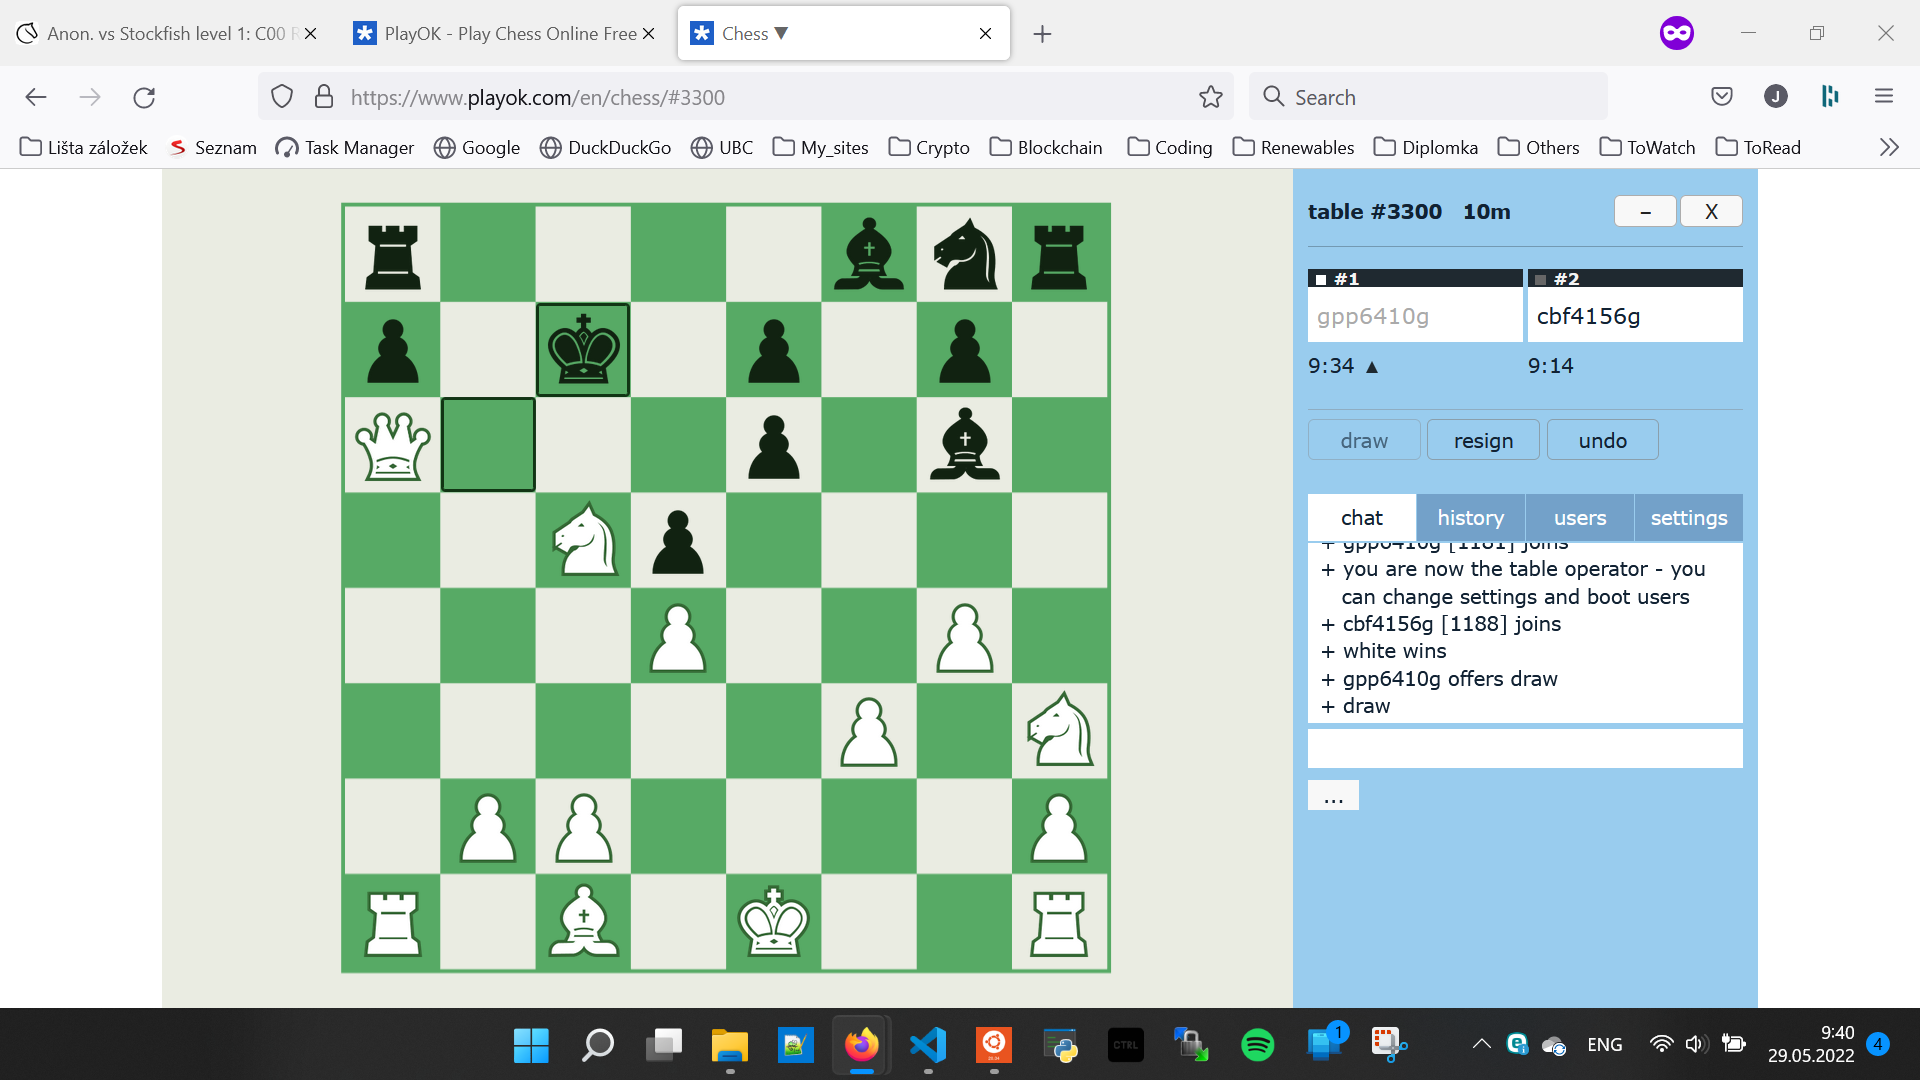 Anon. vs Stockfish level 1: C00 R
PlayOK - Play Chess Online Free
Chess ▼
https://www.playok.com/en/chess/#3300
Search
J
Lišta záložek
Seznam
Task Manager
Google
DuckDuckGo
UBC
My_sites
Crypto
Blockchain
Coding
Renewables
Diplomka
Others
ToWatch
ToRead
table #3300 10m
–
X
#1
#2
gpp6410g
cbf4156g
9:34 ▲
9:14
draw
resign
undo
chat
history
users
settings
+ gpp6410g [1181] joins
+ you are now the table operator - you
can change settings and boot users
+ cbf4156g [1188] joins
+ white wins
+ gpp6410g offers draw
+ draw
...
CTRL
1
ENG
9:40
29.05.2022
4